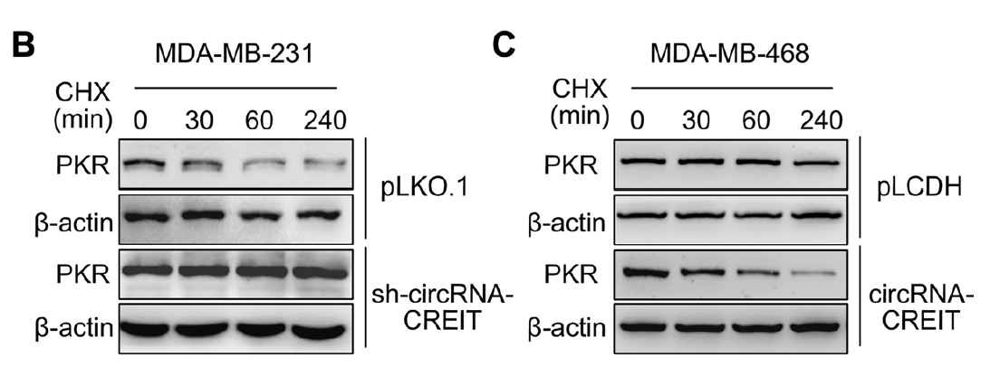 B
MDA-MB-231
CHX
(min) 0 30 60 240
PKR
β-actin
pLKO.1
PKR
β-actin
sh-circRNA-
CREIT
C
MDA-MB-468
CHX
(min) 0 30 60 240
PKR
β-actin
pLCDH
PKR
β-actin
circRNA-
CREIT